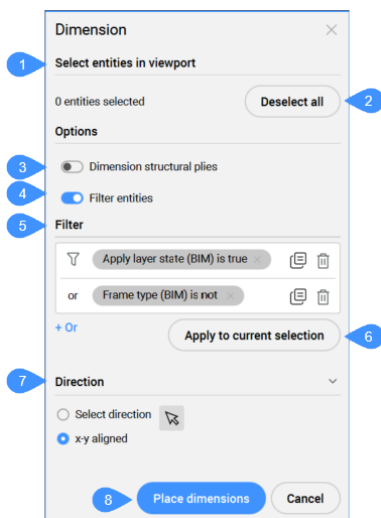 Dimension
1 Select entities in viewport
0 entities selected Deselect all 2
Options
3 Dimension structural plies
4 Filter entities
5 Filter
Apply layer state (BIM) is true ×
or Frame type (BIM) is not ×
+ Or
Apply to current selection 6
7 Direction
Select direction
x-y aligned
8 Place dimensions Cancel